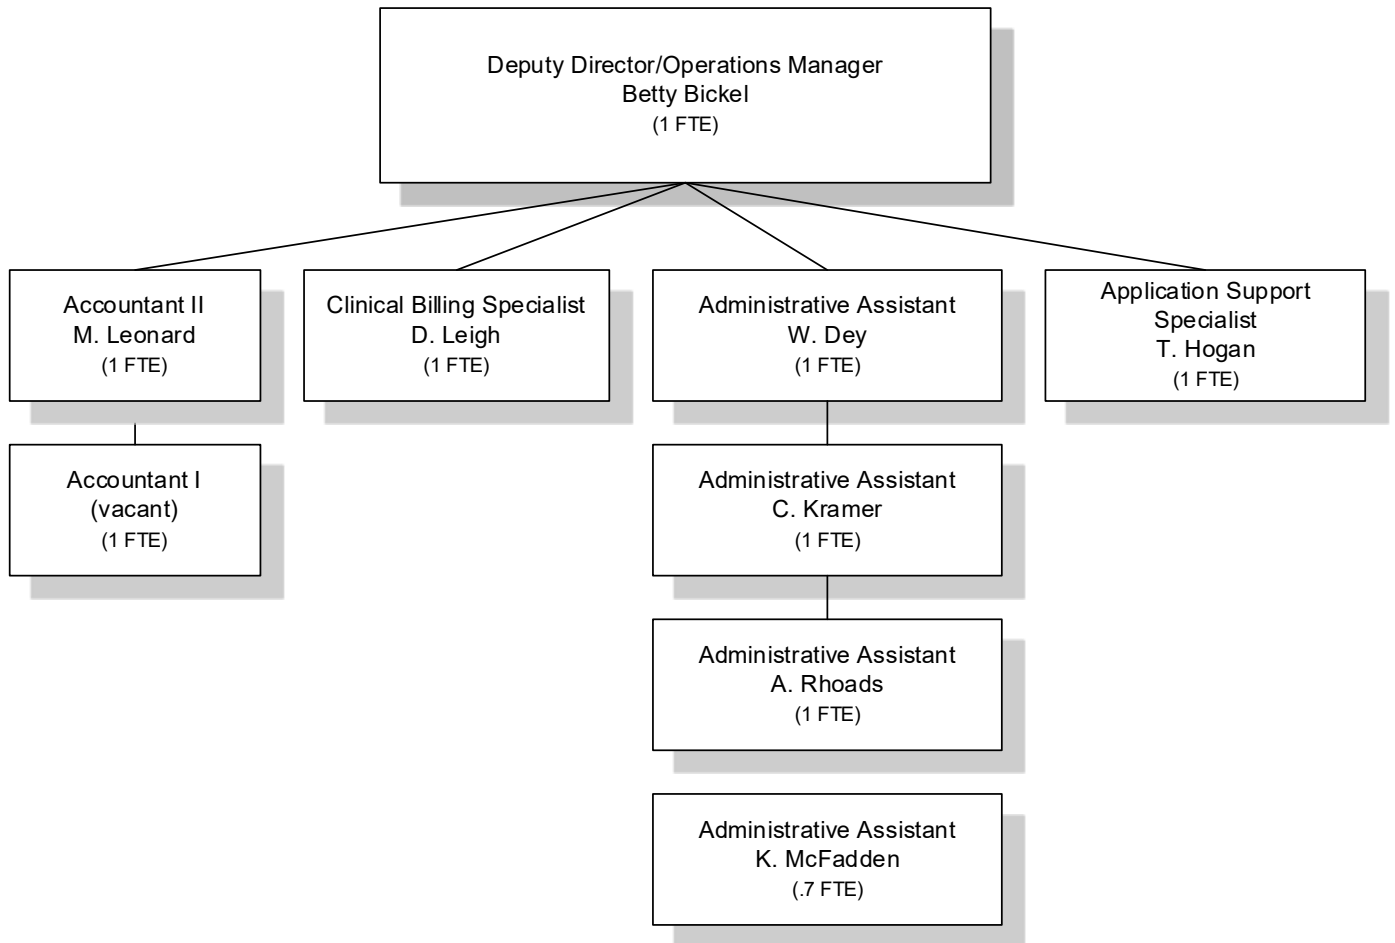 Deputy Director/Operations Manager
Betty Bickel
(1 FTE)
Accountant II
M. Leonard
(1 FTE)
Clinical Billing Specialist
D. Leigh
(1 FTE)
Administrative Assistant
W. Dey
(1 FTE)
Application Support
Specialist
T. Hogan
(1 FTE)
Accountant I
(vacant)
(1 FTE)
Administrative Assistant
C. Kramer
(1 FTE)
Administrative Assistant
A. Rhoads
(1 FTE)
Administrative Assistant
K. McFadden
(.7 FTE)